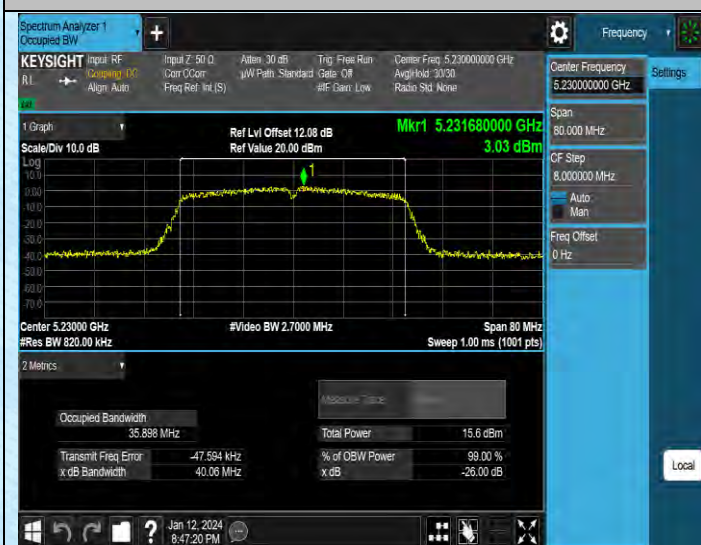 Spectrum Analyzer 1
Occupied BW
+
Frequency
KEYSIGHT
Input: RF
Input Z: 50 Ω
Atten: 30 dB
Trig: Free Run
Center Freq: 5.230000000 GHz
RL
Coupling: DC
Corr CCorr
µW Path: Standard
Gate: Off
Avg|Hold: 30/30
Align: Auto
Freq Ref: Int (S)
#IF Gain: Low
Radio Std: None
Center Frequency
5.230000000 GHz
Settings
Span
80.000 MHz
CF Step
8.000000 MHz
Auto
Man
Freq Offset
0 Hz
1 Graph
Ref Lvl Offset 12.08 dB
Mkr1 5.231680000 GHz
Scale/Div 10.0 dB
Ref Value 20.00 dBm
3.03 dBm
Log
10.0
0.00
-10.0
-20.0
-30.0
-40.0
-50.0
-60.0
-70.0
1
Center 5.23000 GHz
#Video BW 2.7000 MHz
Span 80 MHz
#Res BW 820.00 kHz
Sweep 1.00 ms (1001 pts)
2 Metrics
Measure Trace
Occupied Bandwidth
35.898 MHz
Total Power
15.6 dBm
Transmit Freq Error
-47.594 kHz
% of OBW Power
99.00 %
x dB Bandwidth
40.06 MHz
x dB
-26.00 dB
Local
?
Jan 12, 2024
8:47:20 PM